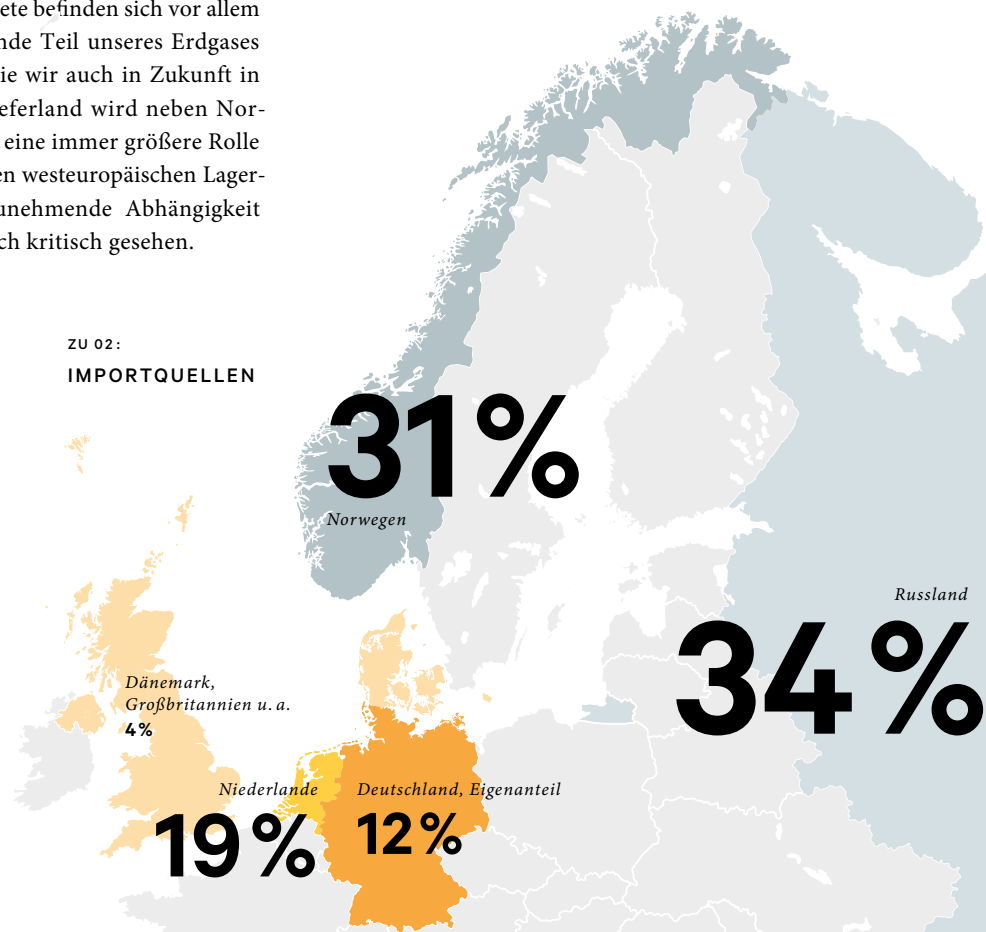 ete befinden sich vor allem
nde Teil unseres Erdgases
ie wir auch in Zukunft in
eferland wird neben Nor-
eine immer größere Rolle
en westeuropäischen Lager-
unehmende Abhängigkeit
ch kritisch gesehen.
ZU 02:
IMPORTQUELLEN
31 %
Norwegen
Russland
34 %
Dänemark,
Großbritannien u. a.
4 %
Niederlande
19 %
Deutschland, Eigenanteil
12 %